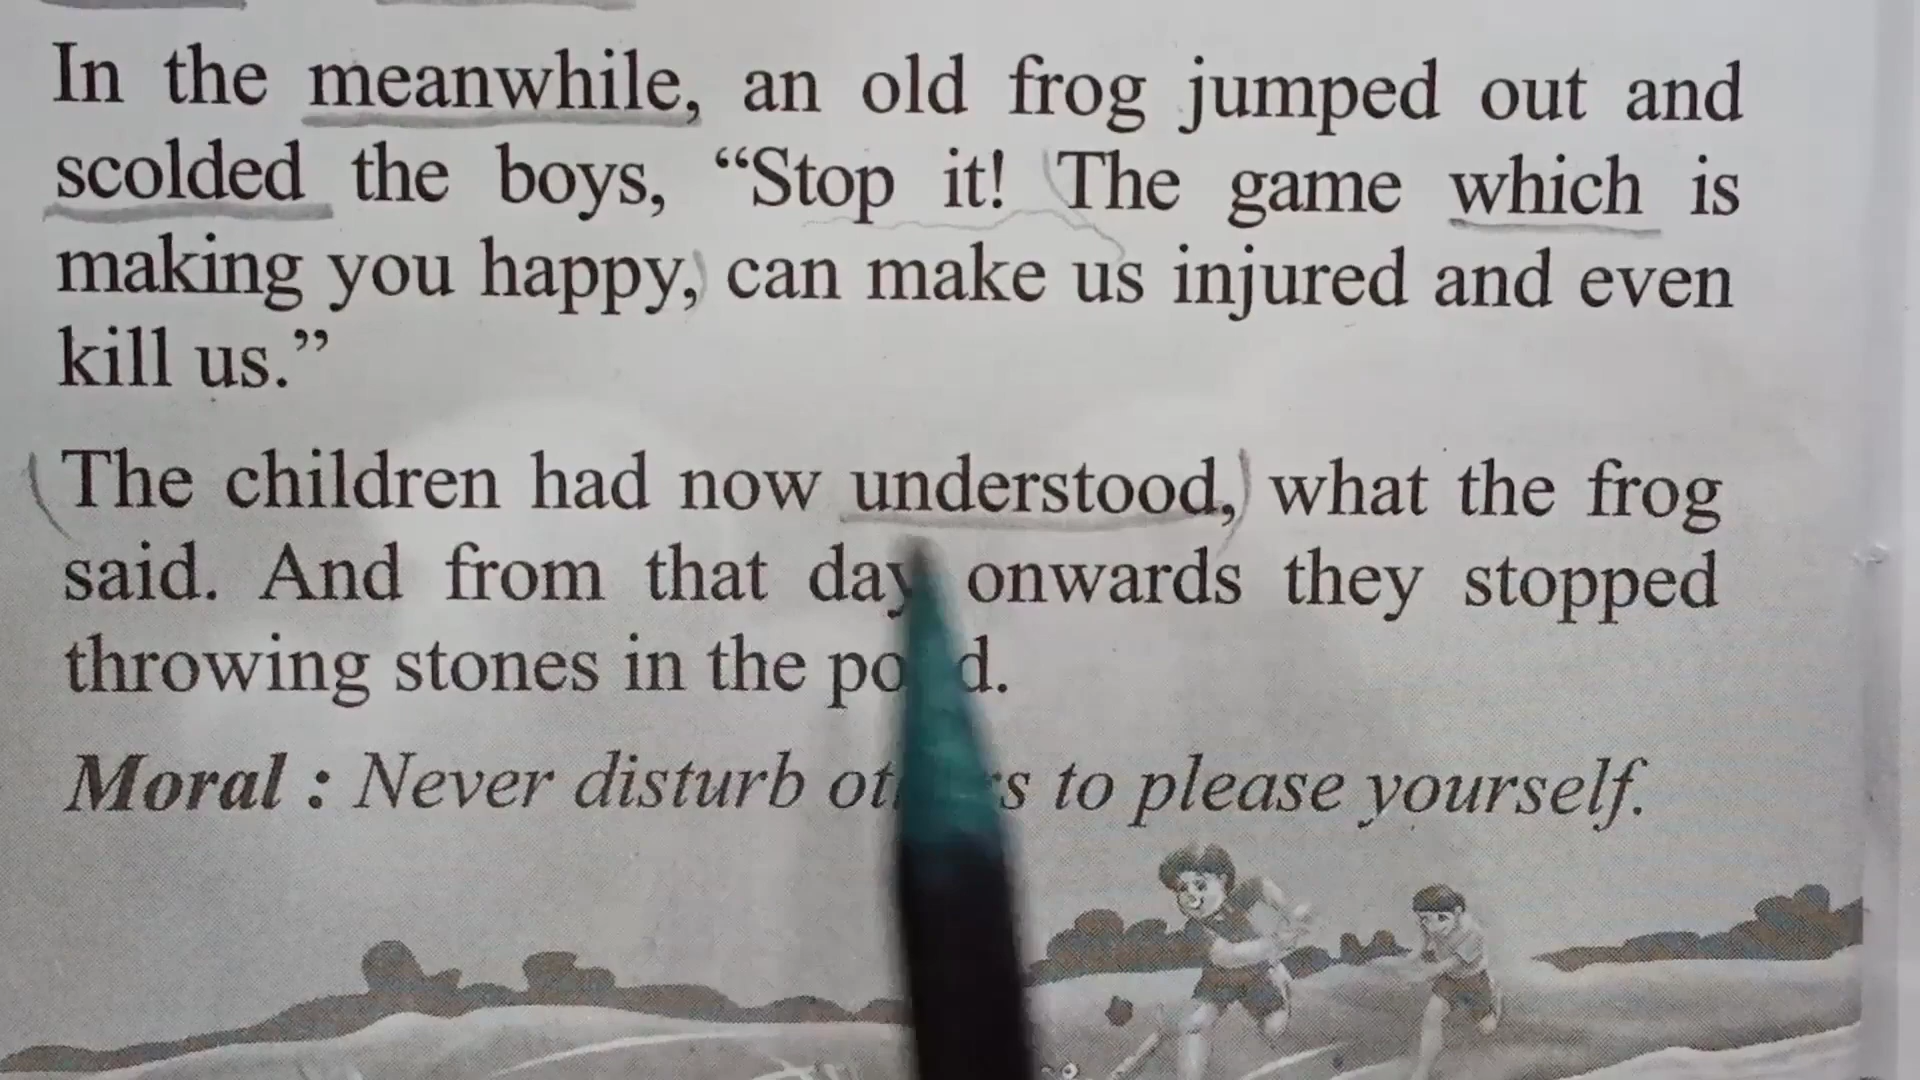 In the meanwhile, an old frog jumped out and
scolded the boys, “Stop it! The game which is
making you happy, can make us injured and even
kill us.”
The children had now understood, what the frog
said. And from that day onwards they stopped
throwing stones in the pond.
Moral : Never disturb others to please yourself.